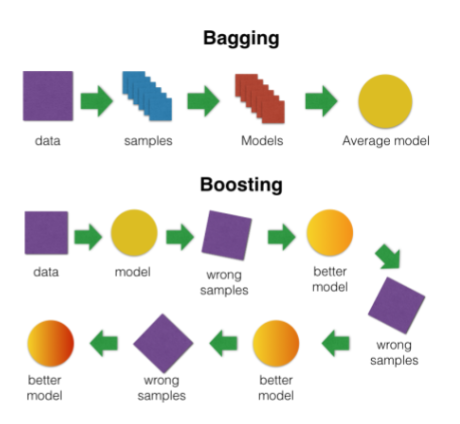 Bagging
data
samples
Models
Average model
Boosting
data
model
wrong
samples
better
model
wrong
samples
better
model
wrong
samples
better
model